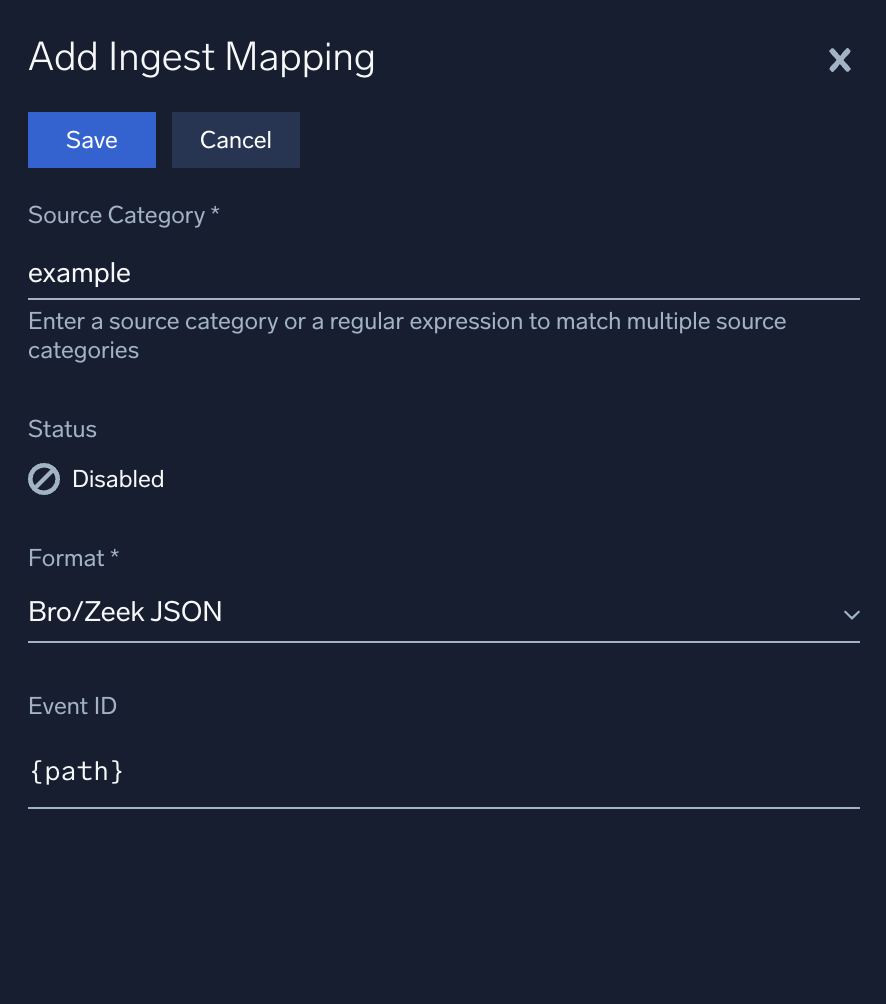 Add Ingest Mapping
Save Cancel
Source Category *
example
Enter a source category or a regular expression to match multiple source
categories
Status
Disabled
Format *
Bro/Zeek JSON
Event ID
{path}